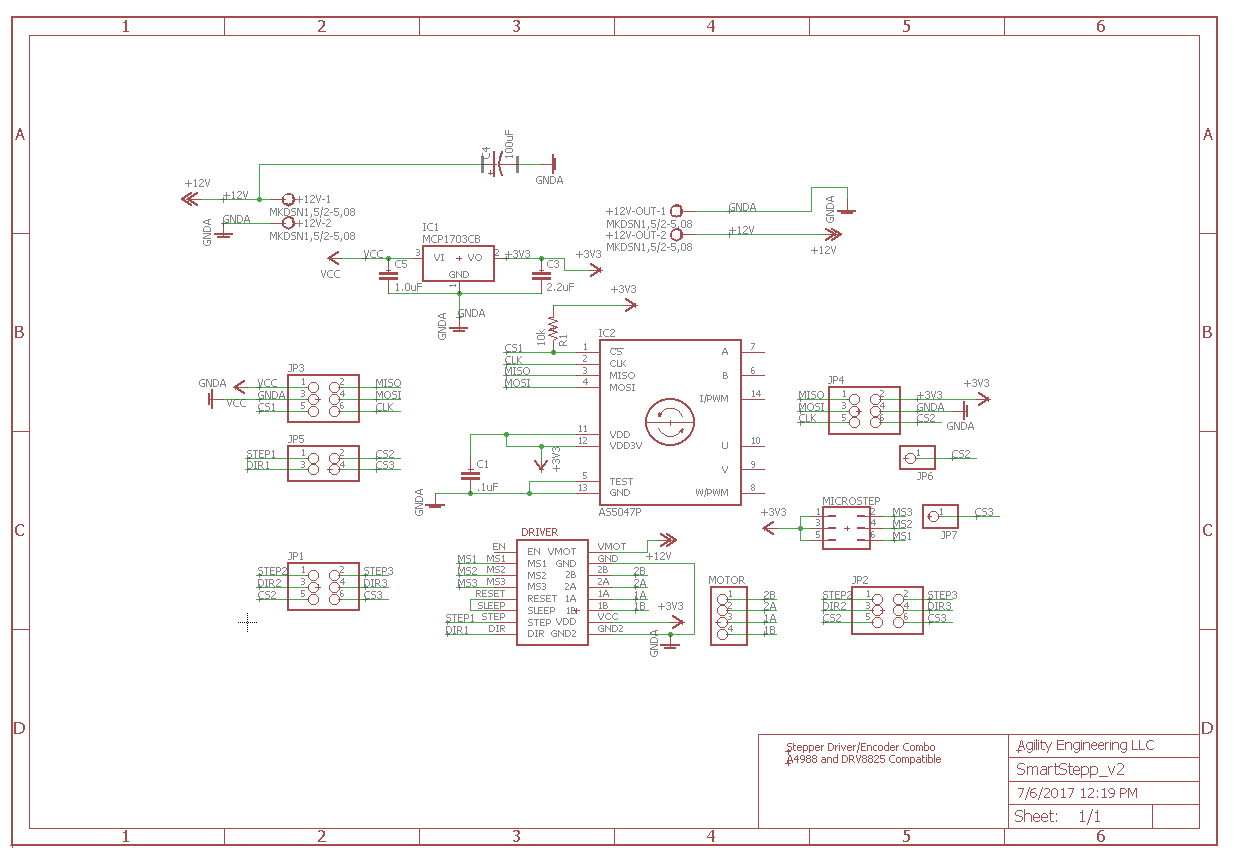 1 2 3 4 5 6
A A
B B
C C
D D
C4
100uF
GNDA
+12V
+12V
+12V-1
MKDSN1,5/2-5,08
GNDA
GNDA
+12V-2
MKDSN1,5/2-5,08
+12V-OUT-1
MKDSN1,5/2-5,08
+12V-OUT-2
MKDSN1,5/2-5,08
GNDA
GNDA
+12V
+12V
IC1
MCP1703CB
VCC
VCC
3 VI VO 2
GND
1
+3V3
+3V3
C5
1.0uF
C3
2.2uF
GNDA
GNDA
+3V3
10k
R1
IC2
CS1 1 CS
CLK 2 CLK
MISO 3 MISO
MOSI 4 MOSI
11 VDD
12 VDD3V
5 TEST
13 GND
A 7
B 6
I/PWM 14
U 10
V 9
W/PWM 8
AS5047P
+3V3
C1
.1uF
GNDA
JP3
GNDA
VCC
VCC 1 2 MISO
GNDA 3 4 MOSI
CS1 5 6 CLK
JP5
STEP1 1 2 CS2
DIR1 3 4 CS3
JP1
STEP2 1 2 STEP3
DIR2 3 4 DIR3
CS2 5 6 CS3
JP4
MISO 1 2 +3V3
MOSI 3 4 GNDA
CLK 5 6 CS2
+3V3
GNDA
1 CS2
JP6
MICROSTEP
+3V3
1 2 MS3
3 4 MS2
5 6 MS1
1 CS3
JP7
DRIVER
EN EN VMOT VMOT
MS1 MS1 MS1 GND GND
MS2 MS2 MS2 2B 2B 2B
MS3 MS3 MS3 2A 2A 2A
RESET RESET 1A 1A 1A
SLEEP SLEEP 1B 1B 1B
STEP1 STEP STEP VDD VCC
DIR1 DIR DIR GND2 GND2
+12V
+3V3
GNDA
MOTOR
1 2B
2 2A
3 1A
4 1B
JP2
STEP2 1 2 STEP3
DIR2 3 4 DIR3
CS2 5 6 CS3
Stepper Driver/Encoder Combo
A4988 and DRV8825 Compatible
Agility Engineering LLC
SmartStepp_v2
7/6/2017 12:19 PM
Sheet: 1/1
1 2 3 4 5 6